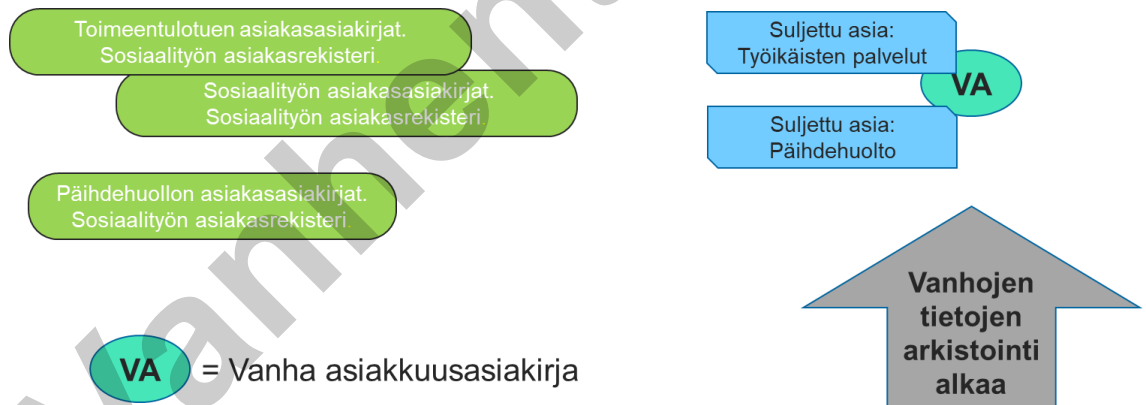 Toimeentulotuen asiakasasiakirjat.
Sosiaalityön asiakasrekisteri.
Sosiaalityön asiakasasiakirjat.
Sosiaalityön asiakasrekisteri.
Päihdehuollon asiakasasiakirjat.
Sosiaalityön asiakasrekisteri.
Suljettu asia:
Työikäisten palvelut
VA
Suljettu asia:
Päihdehuolto
Vanhojen
tietojen
arkistointi
alkaa
VA = Vanha asiakkuusasiakirja
Vanhen